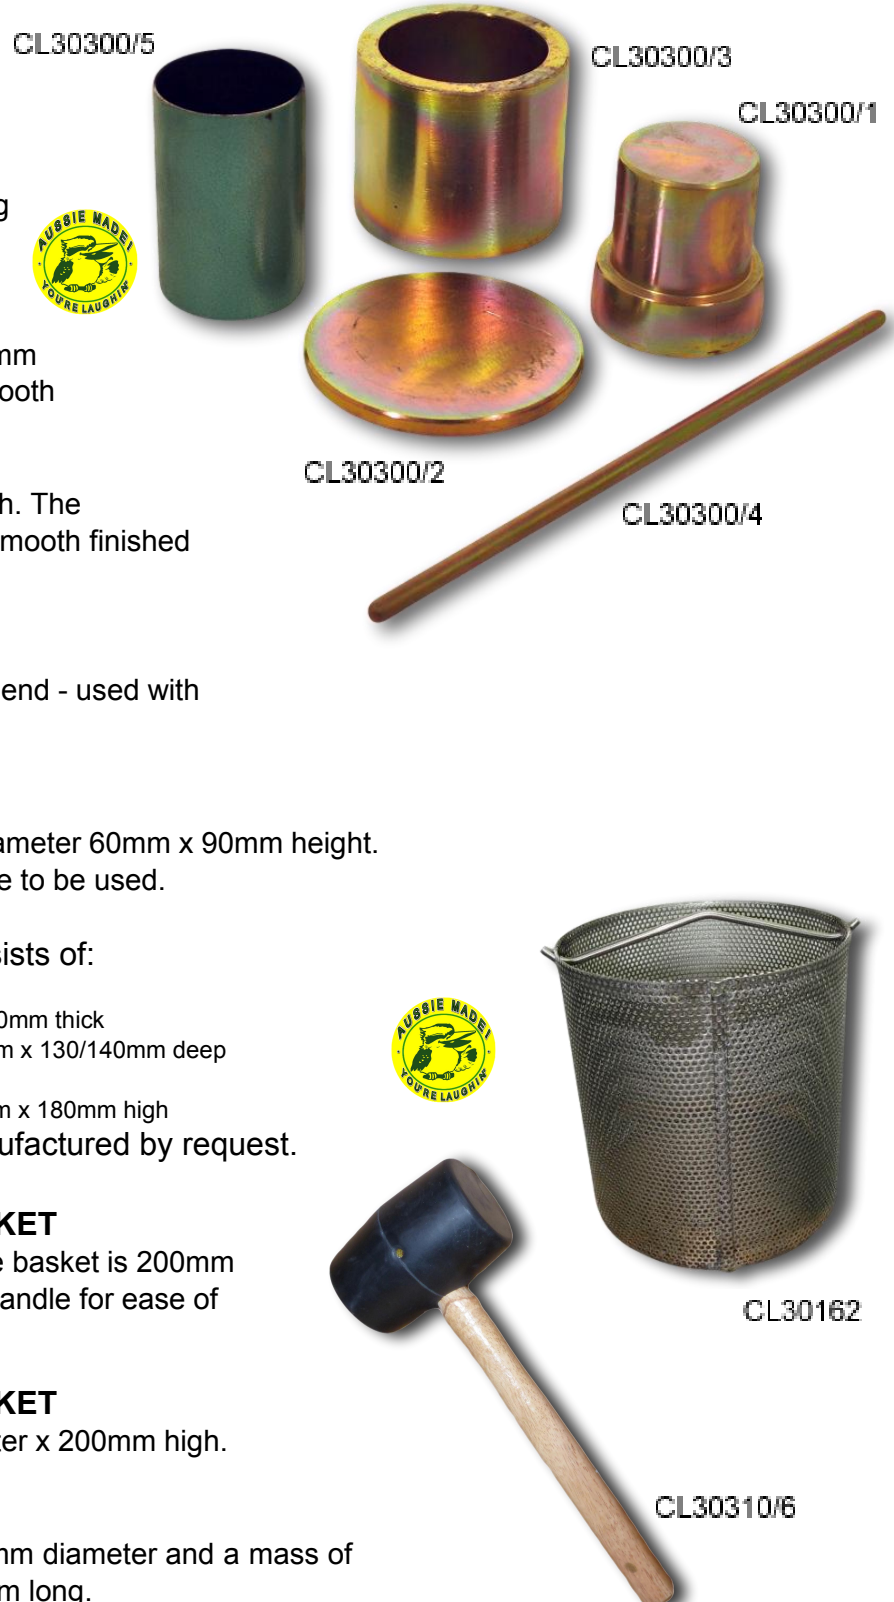 CL30300/5
CL30300/3
CL30300/1
g
AUSSIE MADE!
YOU'RE LAUGHIN'
mm
ooth
CL30300/2
h. The
CL30300/4
mooth finished
end - used with
ameter 60mm x 90mm height.
e to be used.
sists of:
0mm thick
m x 130/140mm deep
AUSSIE MADE!
YOU'RE LAUGHIN'
m x 180mm high
ufactured by request.
KET
e basket is 200mm
andle for ease of
CL30162
KET
ter x 200mm high.
CL30310/6
mm diameter and a mass of
m long.